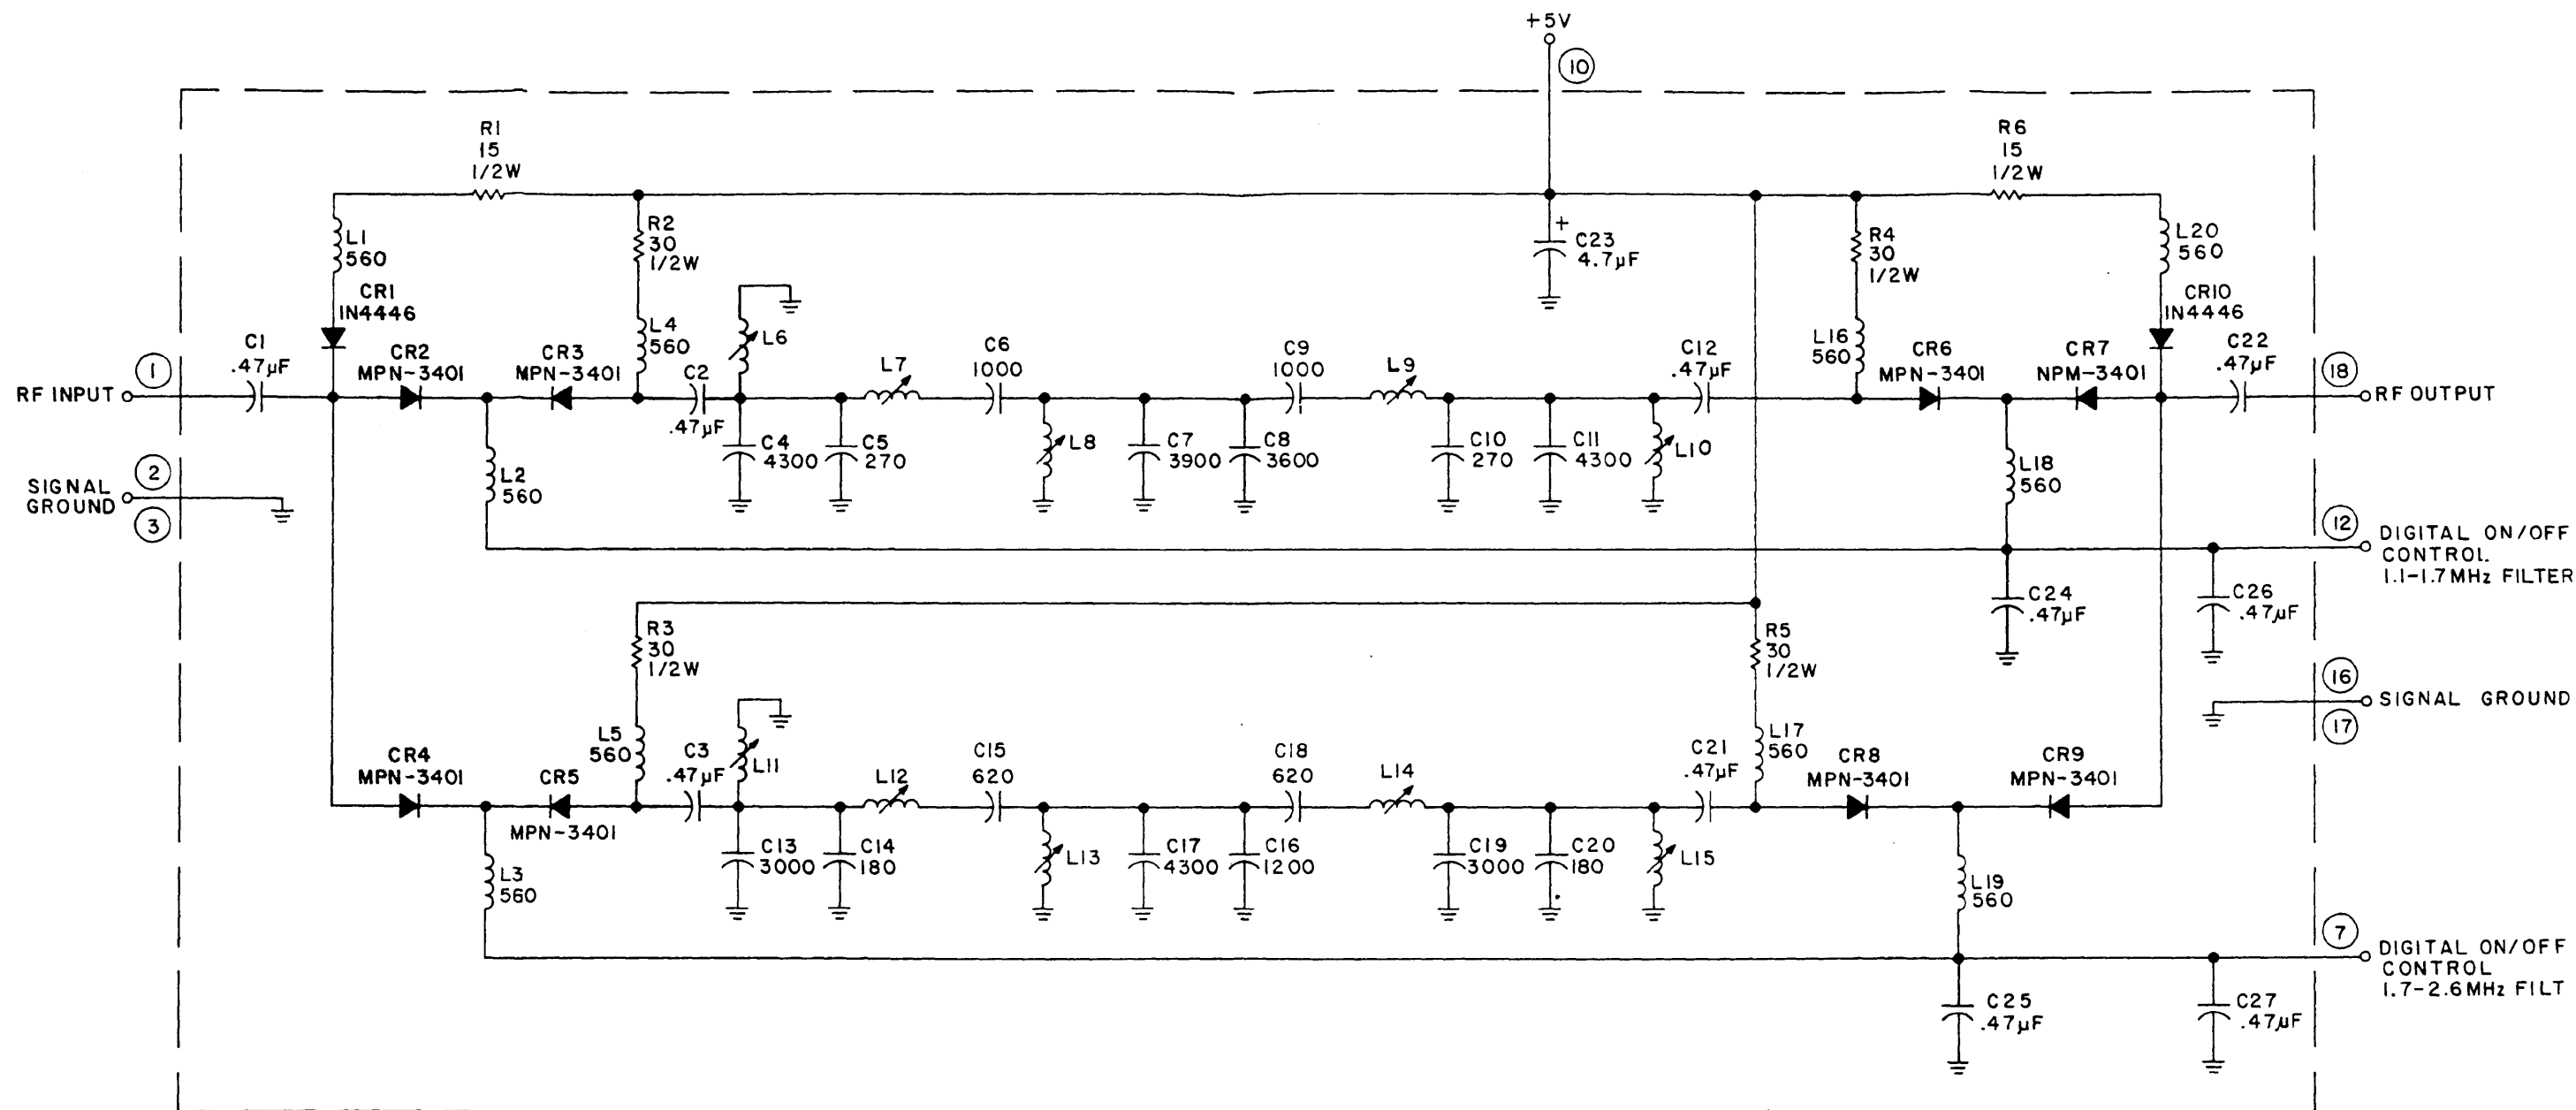 +5V
10
R1
15
1/2W
R6
15
1/2W
R2
30
1/2W
L1
560
C23
4.7µF
+
R4
30
1/2W
L20
560
CR1
1N4446
CR10
1N4446
L4
560
L6
L16
560
C1
.47µF
CR2
MPN-3401
CR3
MPN-3401
C2
.47µF
L7
C6
1000
C9
1000
L9
C12
.47µF
CR6
MPN-3401
CR7
NPM-3401
C22
.47µF
1
RF INPUT
18
RF OUTPUT
C4
4300
C5
270
L8
C7
3900
C8
3600
C10
270
C11
4300
L10
L2
560
L18
560
2
SIGNAL
GROUND
3
12
DIGITAL ON/OFF
CONTROL
1.1-1.7MHz FILTER
C24
.47µF
C26
.47µF
R3
30
1/2W
R5
30
1/2W
16
SIGNAL GROUND
17
L5
560
C3
.47µF
L11
L12
C15
620
C18
620
L14
C21
.47µF
L17
560
CR4
MPN-3401
CR5
MPN-3401
CR8
MPN-3401
CR9
MPN-3401
C13
3000
C14
180
L13
C17
4300
C16
1200
C19
3000
C20
180
L15
L3
560
L19
560
7
DIGITAL ON/OFF
CONTROL
1.7-2.6MHz FILT
C25
.47µF
C27
.47µF